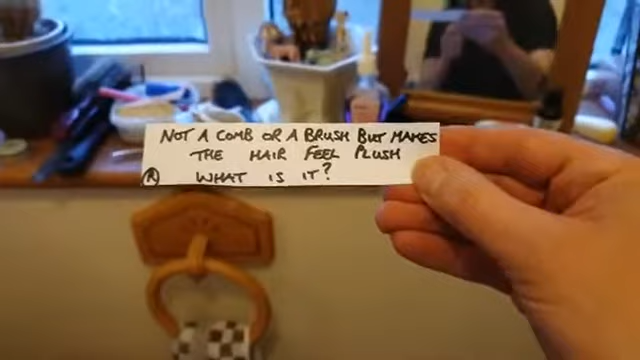 NOT A COMB OR A BRUSH BUT MAKES
THE HAIR FEEL PLUSH
R WHAT IS IT?